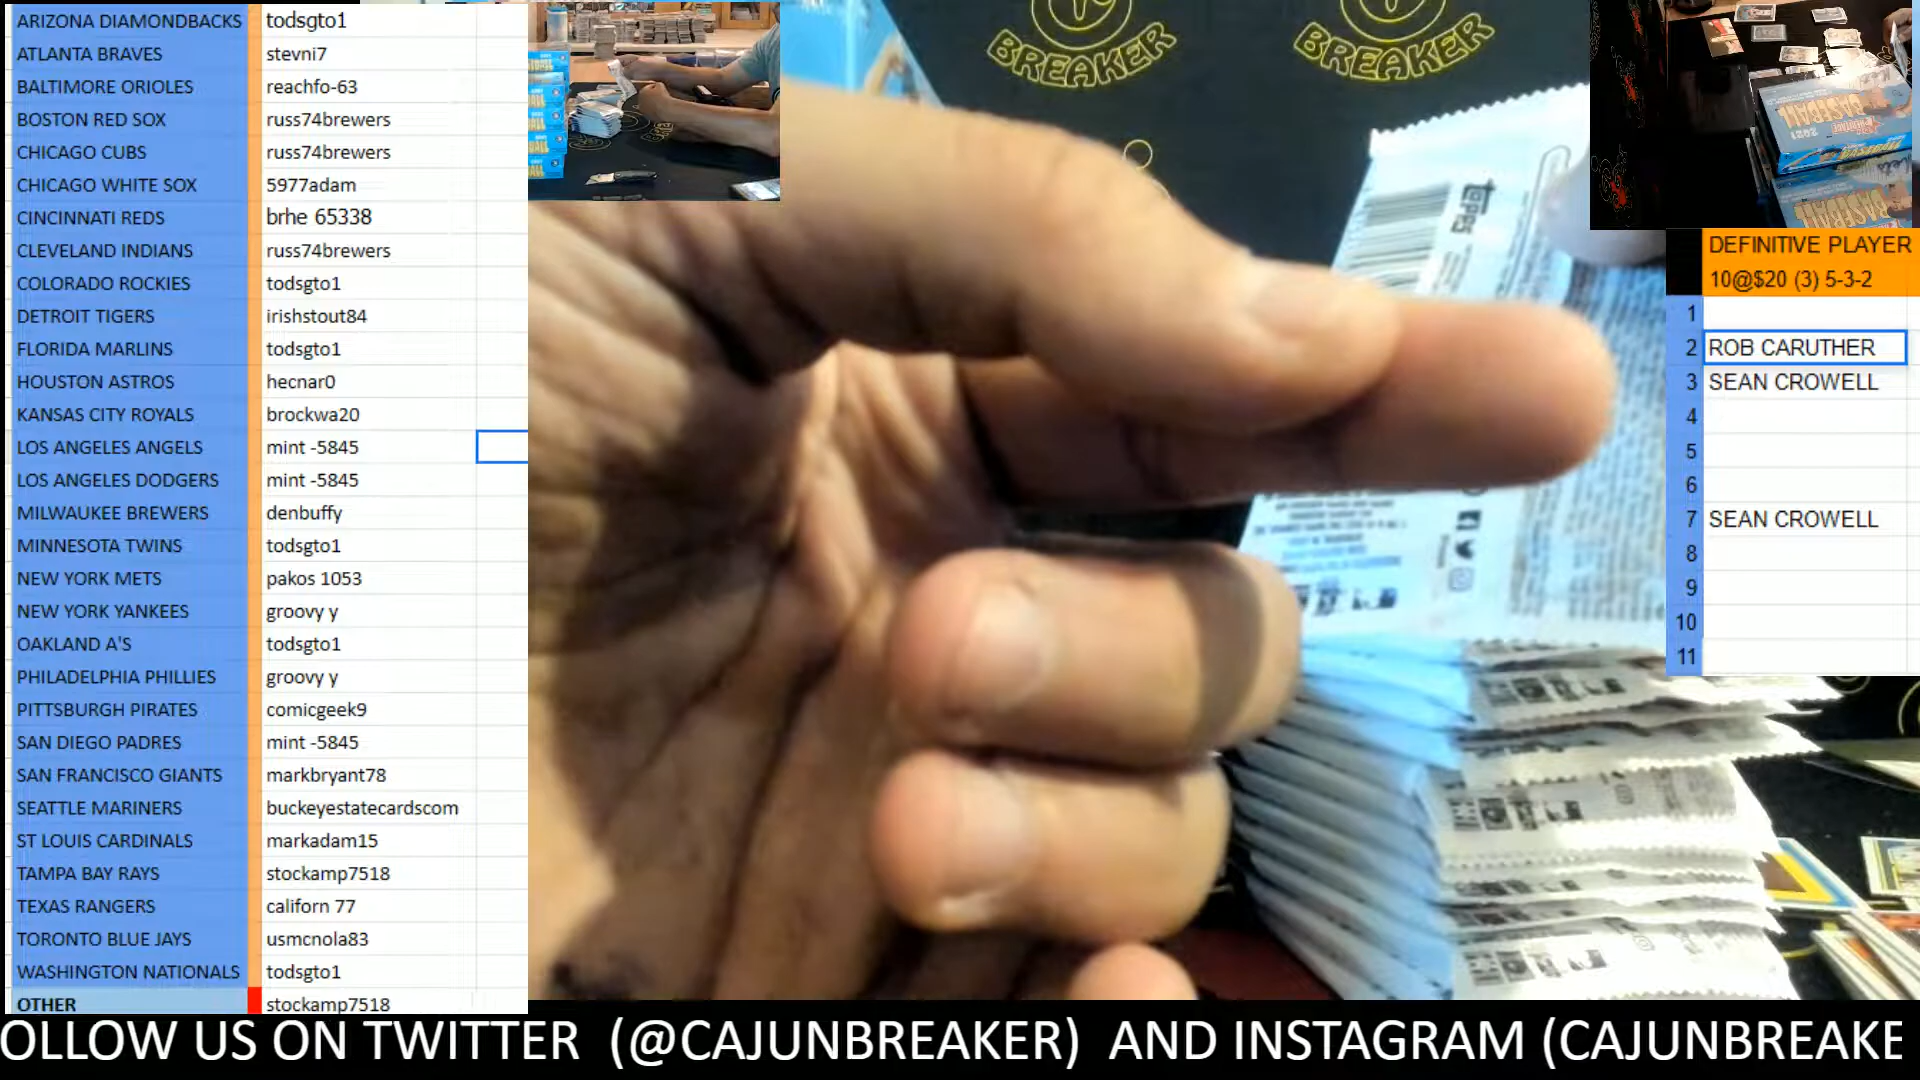 ARIZONA DIAMONDBACKS todsgto1
ATLANTA BRAVES stevni7
BALTIMORE ORIOLES reachfo-63
BOSTON RED SOX russ74brewers
CHICAGO CUBS russ74brewers
CHICAGO WHITE SOX 5977adam
CINCINNATI REDS brhe 65338
CLEVELAND INDIANS russ74brewers
COLORADO ROCKIES todsgto1
DETROIT TIGERS irishstout84
FLORIDA MARLINS todsgto1
HOUSTON ASTROS hecnar0
KANSAS CITY ROYALS brockwa20
LOS ANGELES ANGELS mint -5845
LOS ANGELES DODGERS mint -5845
MILWAUKEE BREWERS denbuffy
MINNESOTA TWINS todsgto1
NEW YORK METS pakos 1053
NEW YORK YANKEES groovy y
OAKLAND A'S todsgto1
PHILADELPHIA PHILLIES groovy y
PITTSBURGH PIRATES comicgeek9
SAN DIEGO PADRES mint -5845
SAN FRANCISCO GIANTS markbryant78
SEATTLE MARINERS buckeyestatecardscom
ST LOUIS CARDINALS markadam15
TAMPA BAY RAYS stockamp7518
TEXAS RANGERS californ 77
TORONTO BLUE JAYS usmcnola83
WASHINGTON NATIONALS todsgto1
OTHER stockamp7518
BREAKER
BREAKER
topps
BASEBALL
2021
BASEBALL
DEFINITIVE PLAYER
10@$20 (3) 5-3-2
1
2 ROB CARUTHER
3 SEAN CROWELL
4
5
6
7 SEAN CROWELL
8
9
10
11
OLLOW US ON TWITTER (@CAJUNBREAKER) AND INSTAGRAM (CAJUNBREAKE